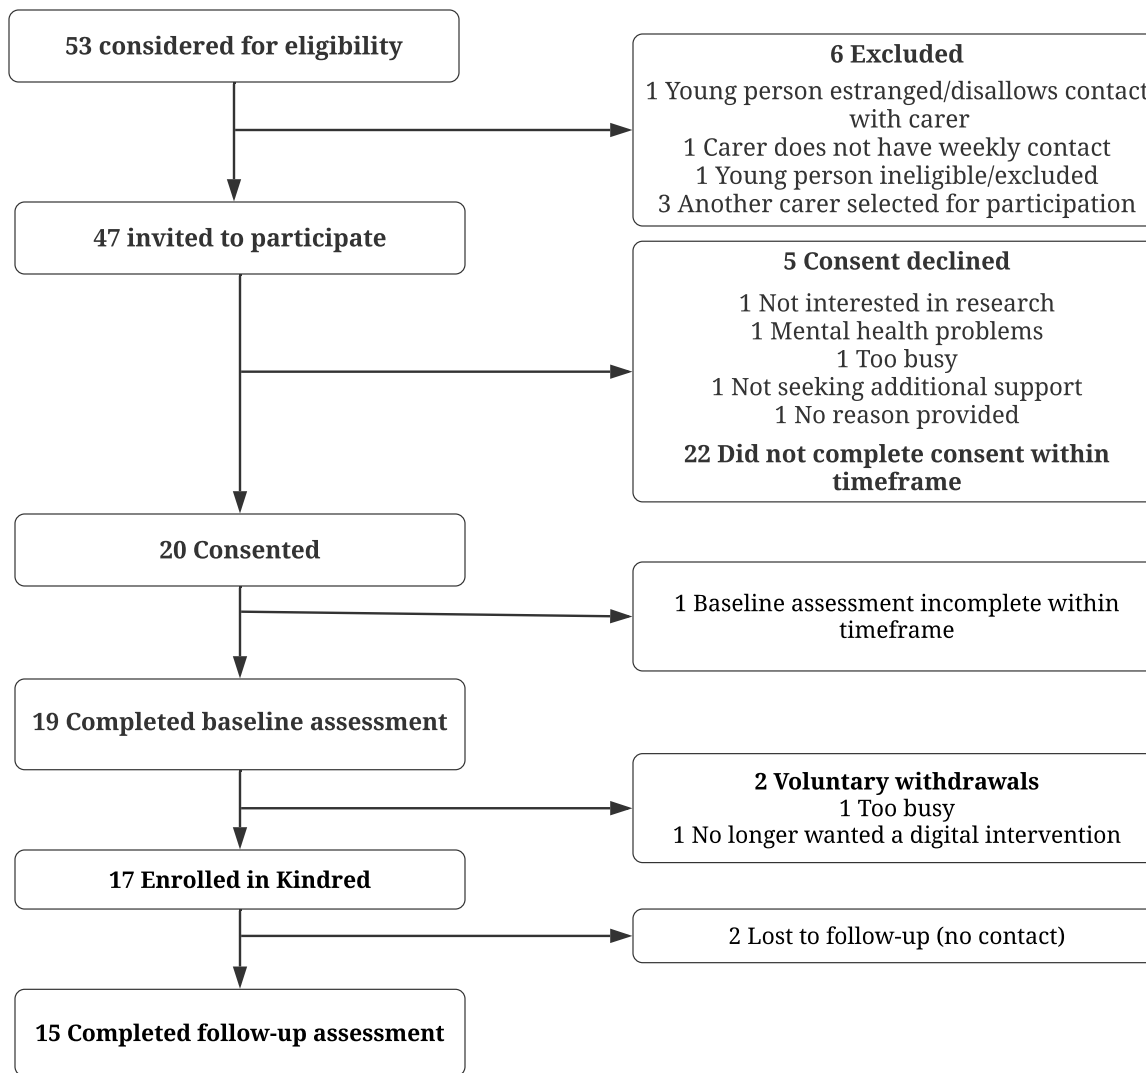 53 considered for eligibility
6 Excluded
1 Young person estranged/disallows contact
with carer
1 Carer does not have weekly contact
1 Young person ineligible/excluded
3 Another carer selected for participation
47 invited to participate
5 Consent declined
1 Not interested in research
1 Mental health problems
1 Too busy
1 Not seeking additional support
1 No reason provided
22 Did not complete consent within
timeframe
20 Consented
1 Baseline assessment incomplete within
timeframe
19 Completed baseline assessment
2 Voluntary withdrawals
1 Too busy
1 No longer wanted a digital intervention
17 Enrolled in Kindred
2 Lost to follow-up (no contact)
15 Completed follow-up assessment